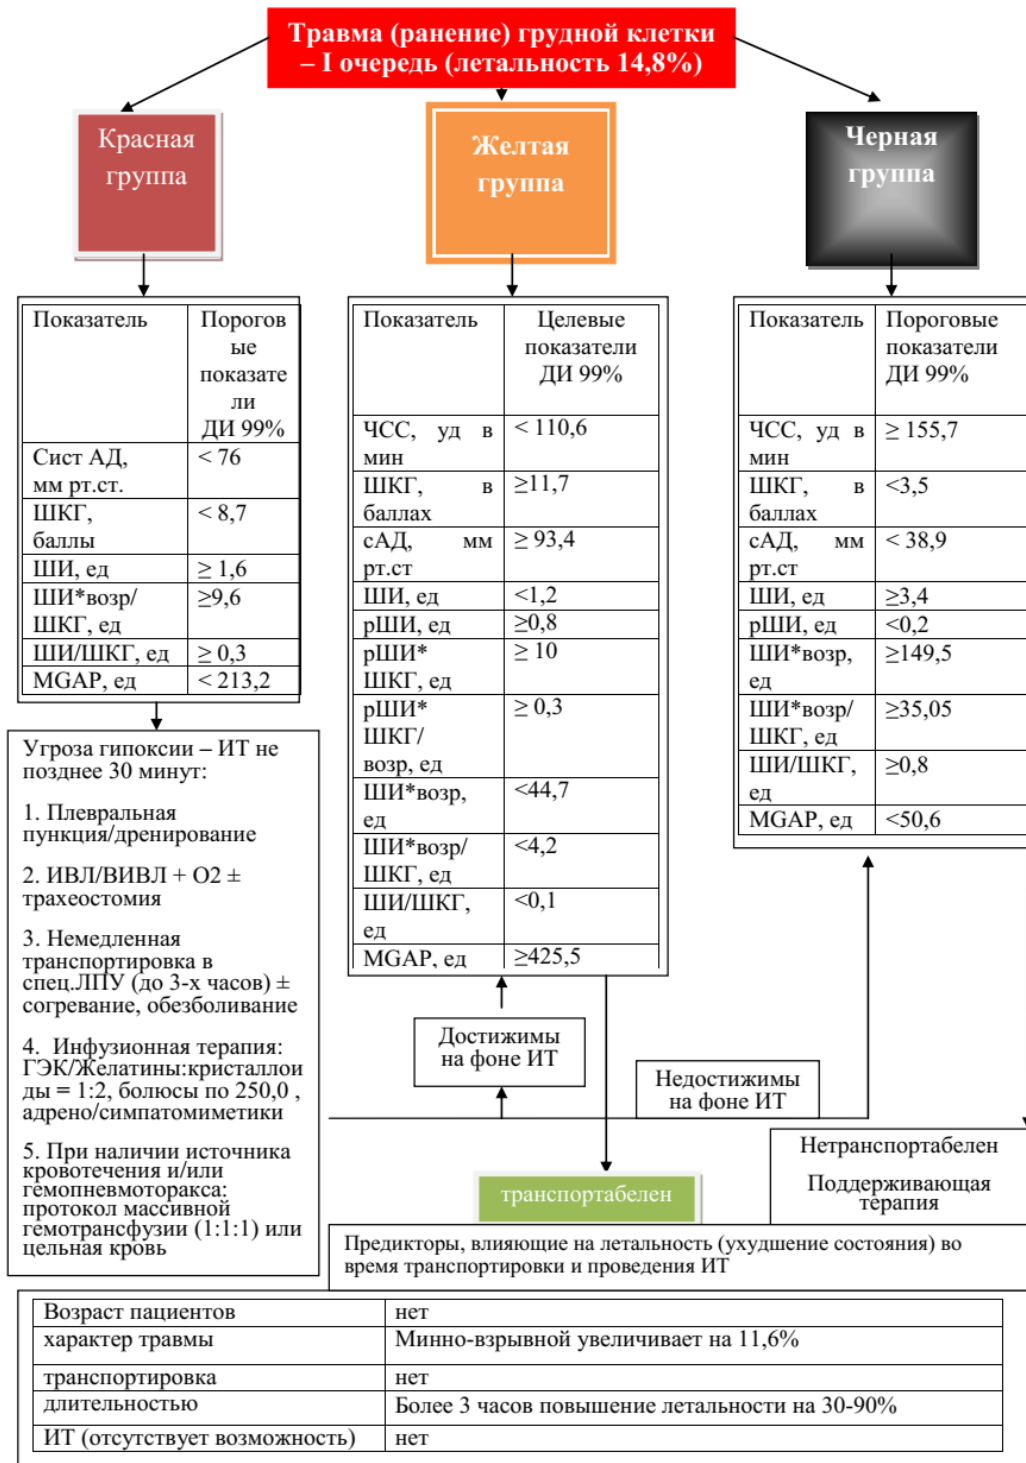 Травма (ранение) грудной клетки
– I очередь (летальность 14,8%)
Красная
группа
Желтая
группа
Черная
группа
Показатель
Порогов
ые
показате
ли
ДИ 99%
Сист АД,
мм рт.ст.
< 76
ШКГ,
баллы
< 8,7
ШИ, ед
≥ 1,6
ШИ*возр/
ШКГ, ед
≥9,6
ШИ/ШКГ, ед
≥ 0,3
MGAP, ед
< 213,2
Показатель
Целевые
показатели
ДИ 99%
ЧСС, уд в
мин
< 110,6
ШКГ, в
баллах
≥11,7
сАД, мм
рт.ст
≥ 93,4
ШИ, ед
<1,2
рШИ, ед
≥0,8
рШИ*
ШКГ, ед
≥ 10
рШИ*
ШКГ/
возр, ед
≥ 0,3
ШИ*возр,
ед
<44,7
ШИ*возр/
ШКГ, ед
<4,2
ШИ/ШКГ,
ед
<0,1
MGAP, ед
≥425,5
Показатель
Пороговые
показатели
ДИ 99%
ЧСС, уд в
мин
≥ 155,7
ШКГ, в
баллах
<3,5
сАД, мм
рт.ст
< 38,9
ШИ, ед
≥3,4
рШИ, ед
<0,2
ШИ*возр,
ед
≥149,5
ШИ*возр/
ШКГ, ед
≥35,05
ШИ/ШКГ,
ед
≥0,8
MGAP, ед
<50,6
Угроза гипоксии – ИТ не
позднее 30 минут:
1. Плевральная
пункция/дренирование
2. ИВЛ/ВИВЛ + О2 ±
трахеостомия
3. Немедленная
транспортировка в
спец.ЛПУ (до 3-х часов) ±
согревание, обезболивание
4. Инфузионная терапия:
ГЭК/Желатины:кристаллои
ды = 1:2, болюсы по 250,0 ,
адрено/симпатомиметики
5. При наличии источника
кровотечения и/или
гемопневмоторакса:
протокол массивной
гемотрансфузии (1:1:1) или
цельная кровь
Достижимы
на фоне ИТ
Недостижимы
на фоне ИТ
транспортабелен
Нетранспортабелен
Поддерживающая
терапия
Предикторы, влияющие на летальность (ухудшение состояния) во
время транспортировки и проведения ИТ
Возраст пациентов
нет
характер травмы
Минно-взрывной увеличивает на 11,6%
транспортировка
нет
длительностью
Более 3 часов повышение летальности на 30-90%
ИТ (отсутствует возможность)
нет